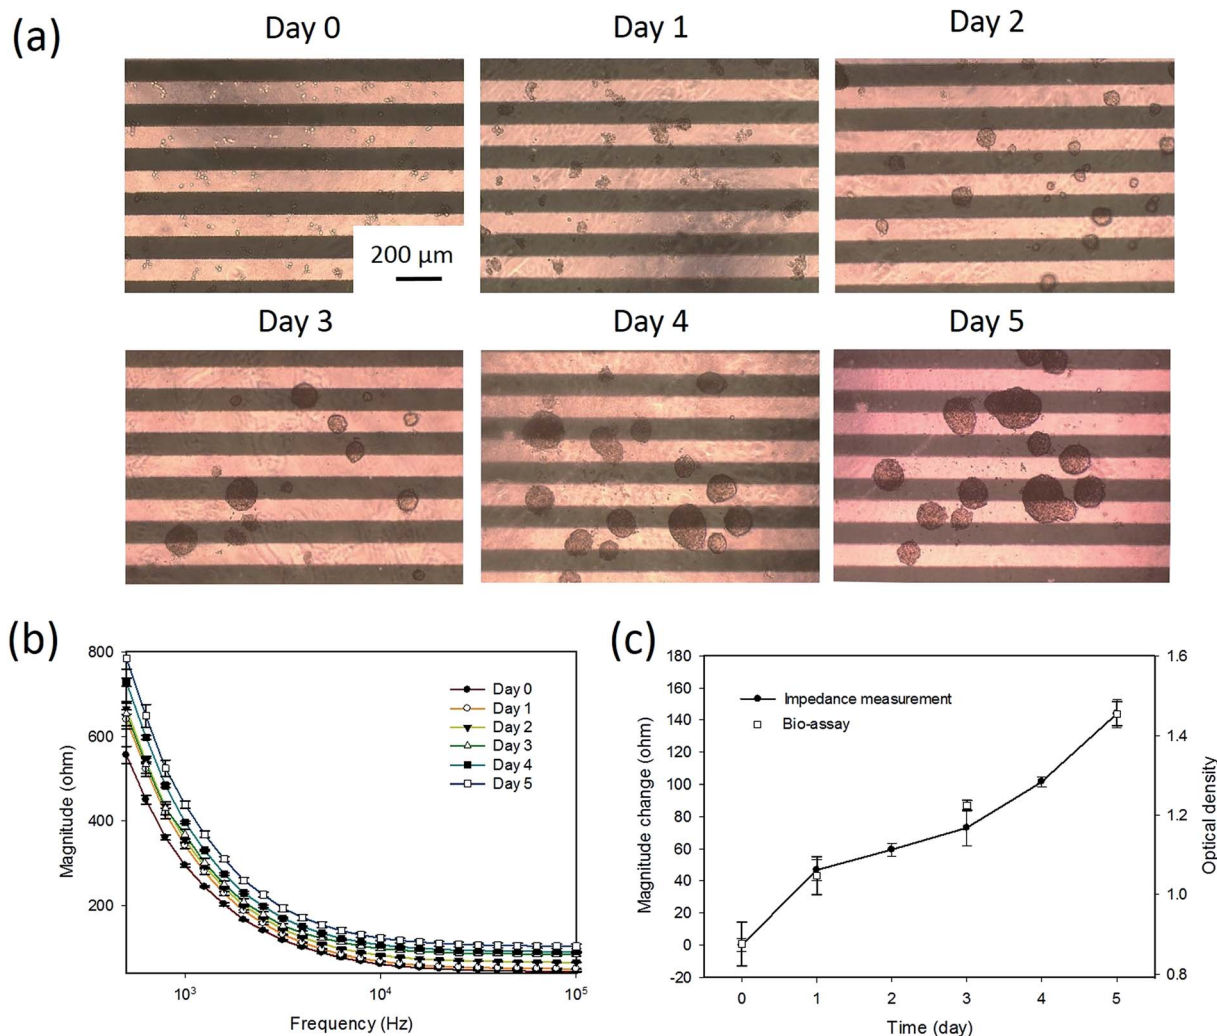 (a)
Day 0
Day 1
Day 2
200 µm
Day 3
Day 4
Day 5
(b)
800
600
400
200
Magnitude (ohm)
Day 0
Day 1
Day 2
Day 3
Day 4
Day 5
10³
10⁴
10⁵
Frequency (Hz)
(c)
180
160
140
120
100
80
60
40
20
0
-20
Magnitude change (ohm)
Impedance measurement
Bio-assay
1.6
1.4
1.2
1.0
0.8
Optical density
0
1
2
3
4
5
Time (day)